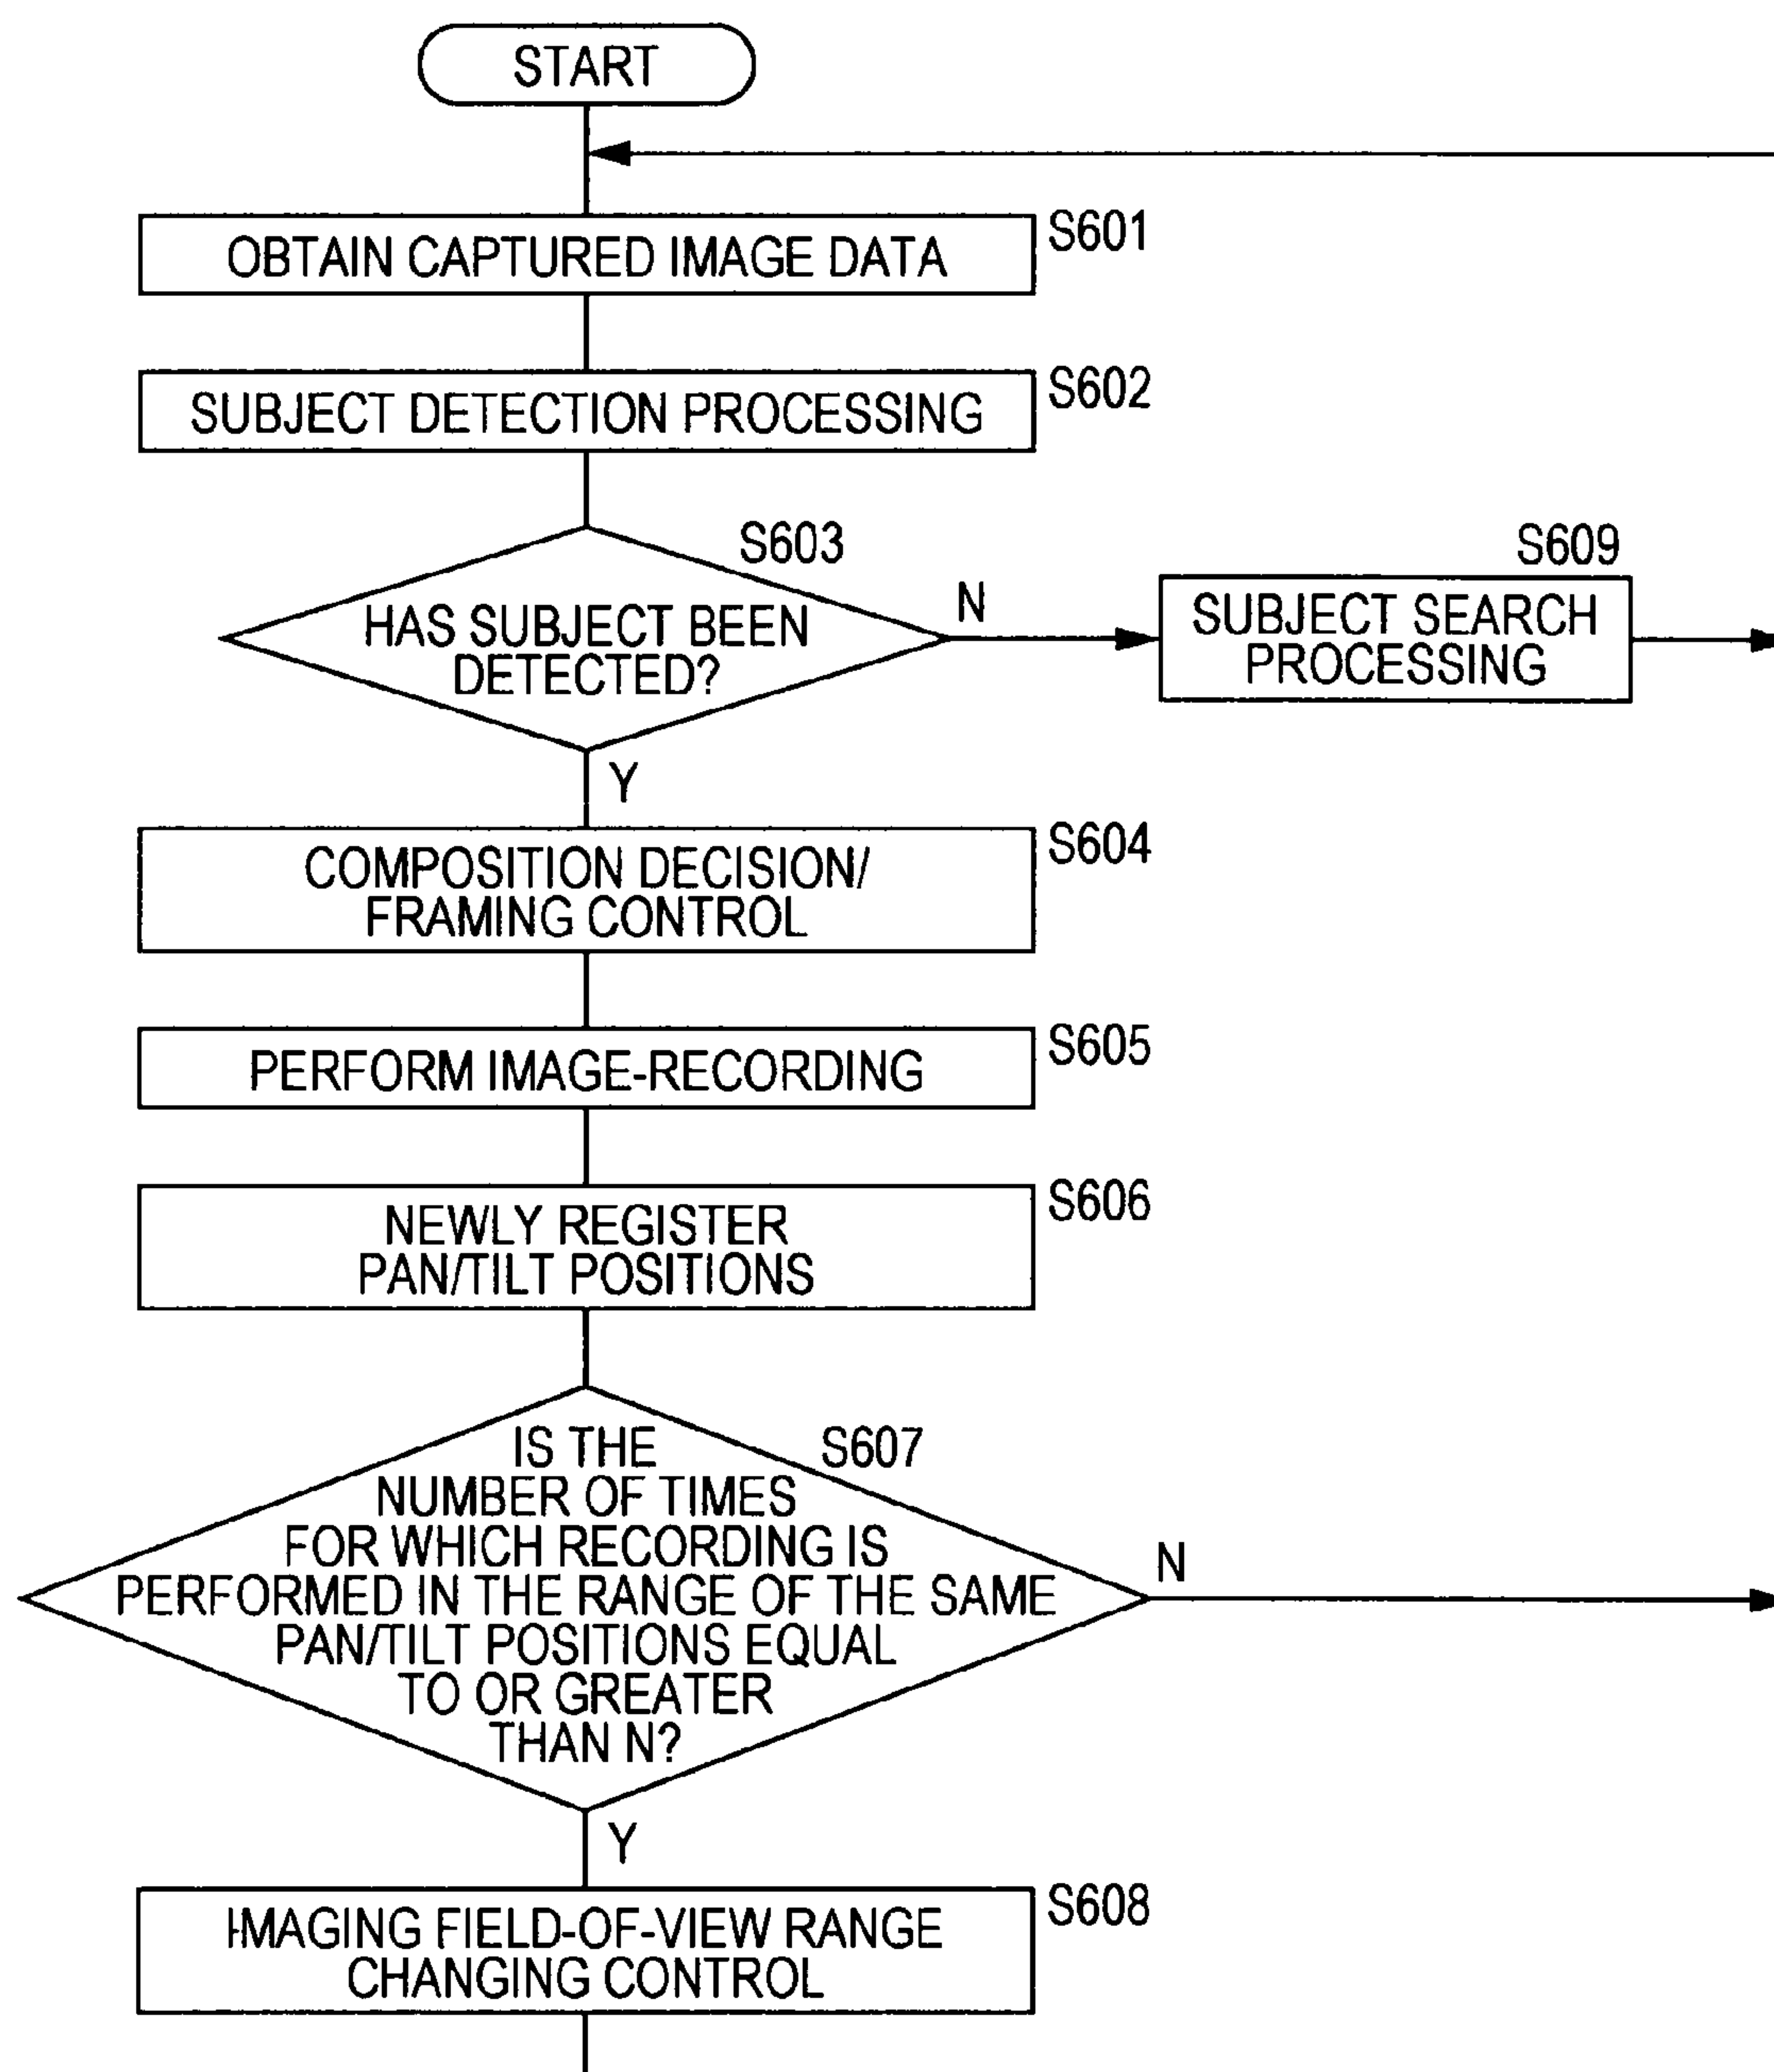 START
OBTAIN CAPTURED IMAGE DATA
S601
SUBJECT DETECTION PROCESSING
S602
S603
HAS SUBJECT BEEN
DETECTED?
N
S609
SUBJECT SEARCH
PROCESSING
Y
COMPOSITION DECISION/
FRAMING CONTROL
S604
PERFORM IMAGE-RECORDING
S605
NEWLY REGISTER
PAN/TILT POSITIONS
S606
S607
IS THE
NUMBER OF TIMES
FOR WHICH RECORDING IS
PERFORMED IN THE RANGE OF THE SAME
PAN/TILT POSITIONS EQUAL
TO OR GREATER
THAN N?
N
Y
IMAGING FIELD-OF-VIEW RANGE
CHANGING CONTROL
S608